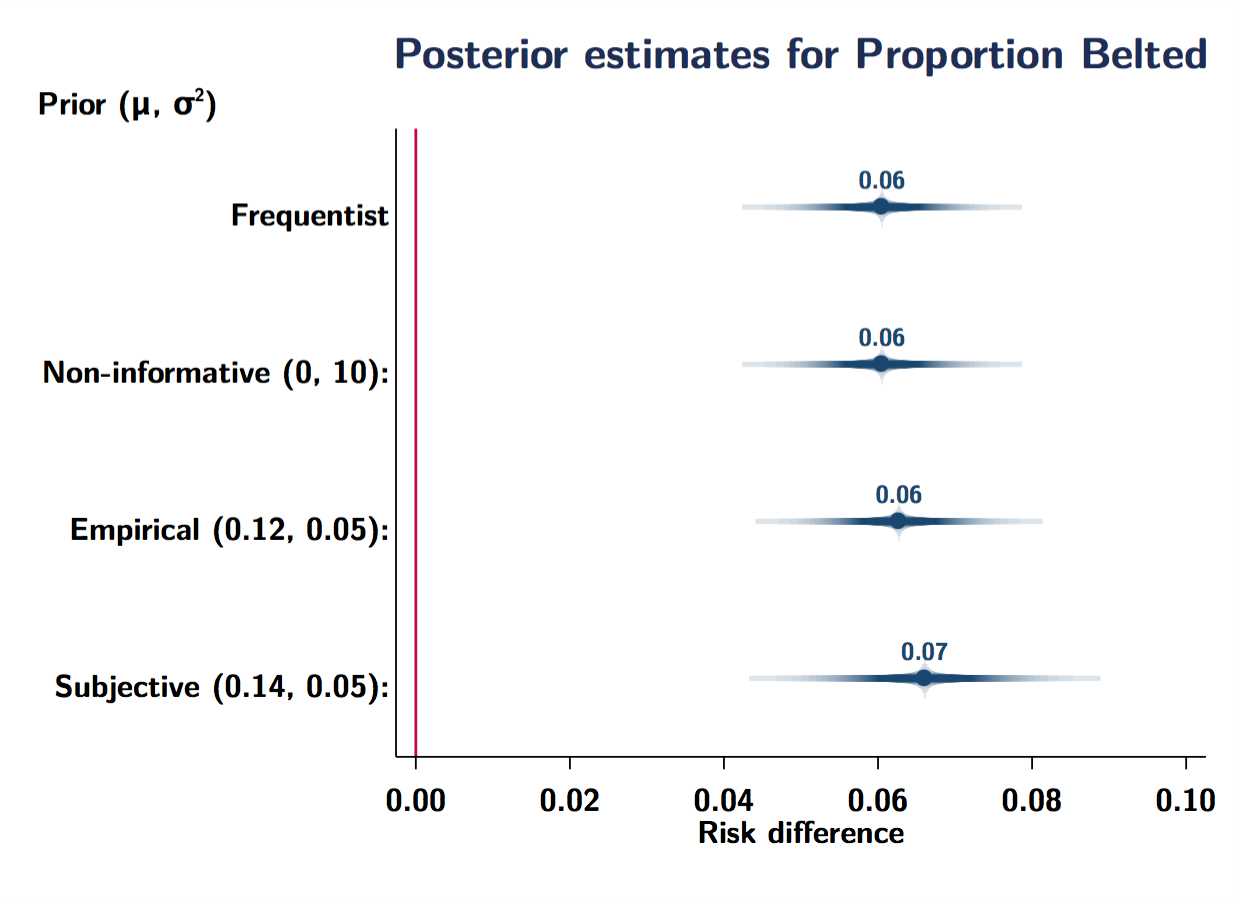 Posterior estimates for Proportion Belted
Prior (μ, σ²)
0.06
Frequentist
0.06
Non-informative (0, 10):
0.06
Empirical (0.12, 0.05):
0.07
Subjective (0.14, 0.05):
0.00 0.02 0.04 0.06 0.08 0.10
Risk difference